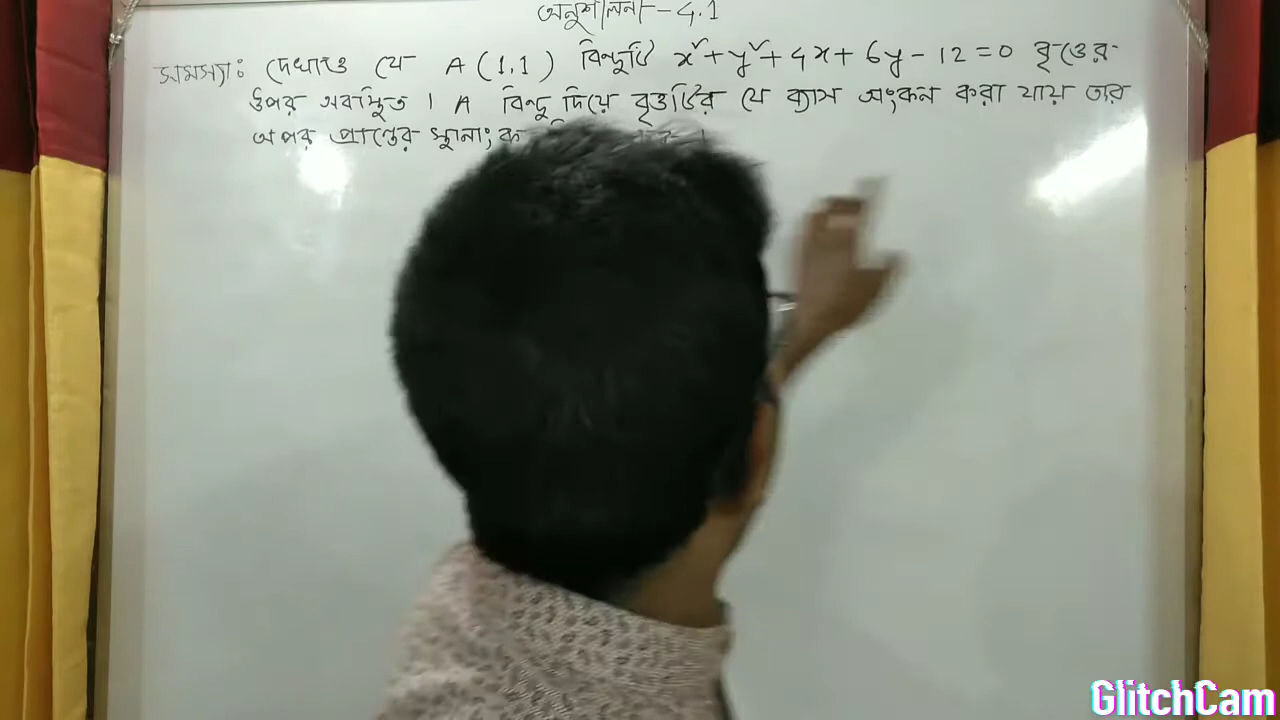 অনুশীলনী-4.1
সমস্যাঃ দেখাও যে A (1.1) বিন্দুটি x²+y²+4x+6y-12=0 বৃত্তের
উপর অবস্থিত । A বিন্দু দিয়ে বৃত্তটির যে ব্যাস অংকন করা যায় তার
অপর প্রান্তের স্থানাংক
GlitchCam